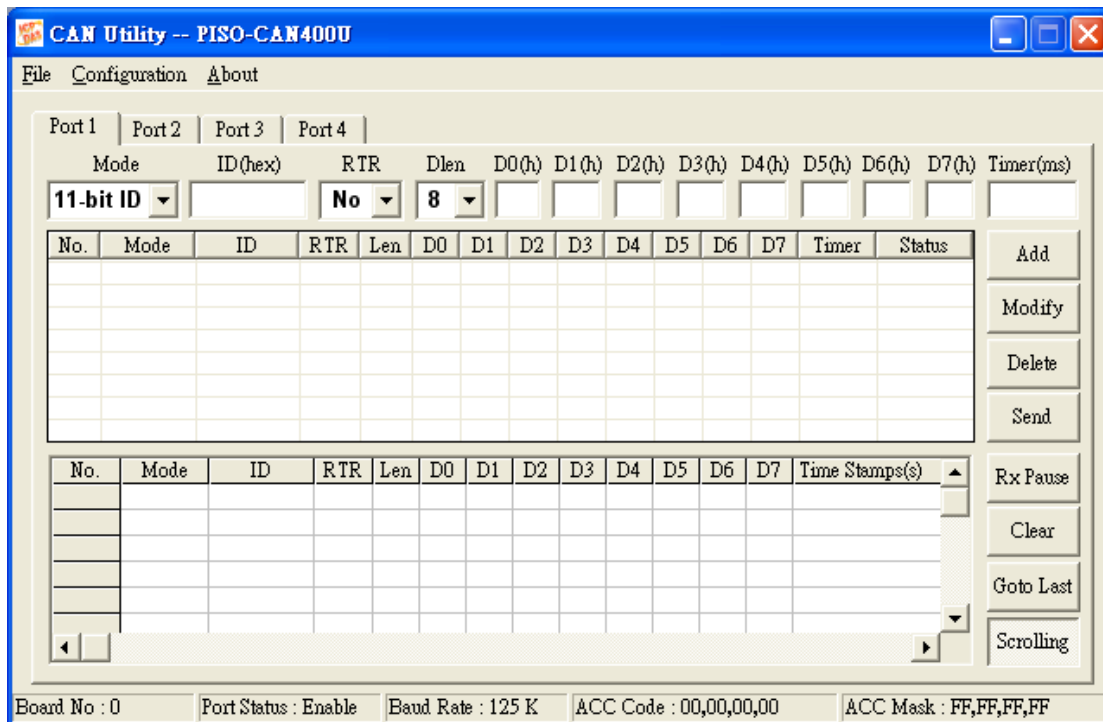 CAN Utility -- PISO-CAN400U
File Configuration About
Port 1 Port 2 Port 3 Port 4
Mode ID(hex) RTR Dlen D0(h) D1(h) D2(h) D3(h) D4(h) D5(h) D6(h) D7(h) Timer(ms)
11-bit ID No 8
No. Mode ID RTR Len D0 D1 D2 D3 D4 D5 D6 D7 Timer Status
Add
Modify
Delete
Send
No. Mode ID RTR Len D0 D1 D2 D3 D4 D5 D6 D7 Time Stamps(s)
Rx Pause
Clear
Goto Last
Scrolling
Board No : 0 Port Status : Enable Baud Rate : 125 K ACC Code : 00,00,00,00 ACC Mask : FF,FF,FF,FF